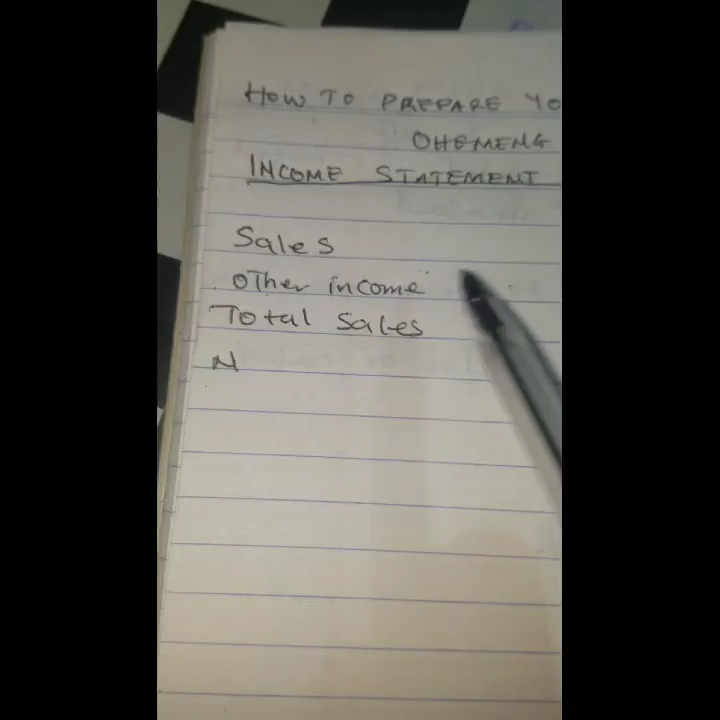 HOW TO PREPARE YO
OHEMENG
INCOME STATEMENT
Sales
other income
Total Sales
N